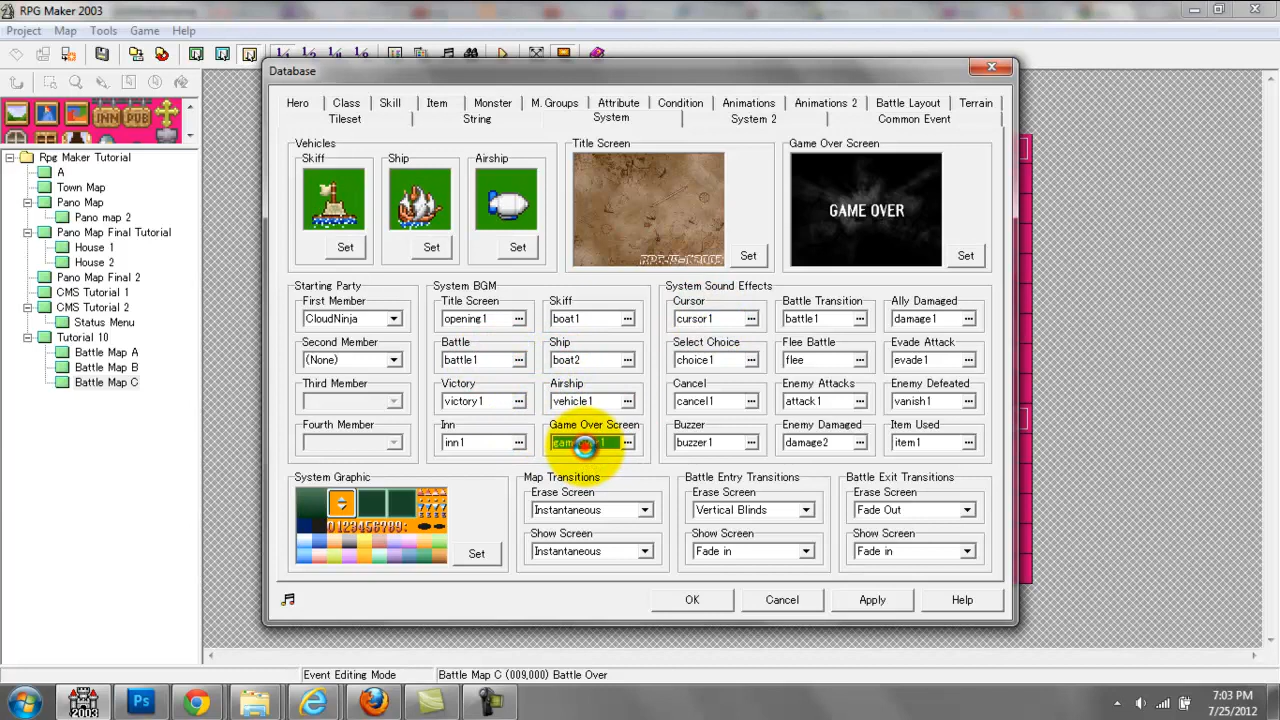 RPG Maker 2003
Project Map Tools Game Help
Database
Hero Class Skill Item Monster M. Groups Attribute Condition Animations Animations 2 Battle Layout Terrain
Tileset String System System 2 Common Event
INN PUB
Rpg Maker Tutorial
A
Town Map
Pano Map
Pano map 2
Pano Map Final Tutorial
House 1
House 2
Pano Map Final 2
CMS Tutorial 1
CMS Tutorial 2
Status Menu
Tutorial 10
Battle Map A
Battle Map B
Battle Map C
Vehicles
Skiff Ship Airship
Set Set Set
Title Screen
Set
Game Over Screen
GAME OVER
Set
Starting Party
First Member
CloudNinja
Second Member
(None)
Third Member
Fourth Member
System BGM
Title Screen Skiff
opening1 boat1
Battle Ship
battle1 boat2
Victory Airship
victory1 vehicle1
Inn Game Over Screen
inn1
System Sound Effects
Cursor Battle Transition Ally Damaged
cursor1 battle1 damage1
Select Choice Flee Battle Evade Attack
choice1 flee evade1
Cancel Enemy Attacks Enemy Defeated
cancel1 attack1 vanish1
Buzzer Enemy Damaged Item Used
buzzer1 damage2 item1
System Graphic
Set
Map Transitions
Erase Screen
Instantaneous
Show Screen
Instantaneous
Battle Entry Transitions
Erase Screen
Vertical Blinds
Show Screen
Fade in
Battle Exit Transitions
Erase Screen
Fade Out
Show Screen
Fade in
OK Cancel Apply Help
Event Editing Mode Battle Map C (009,000) Battle Over
2003 Ps
7:03 PM
7/25/2012